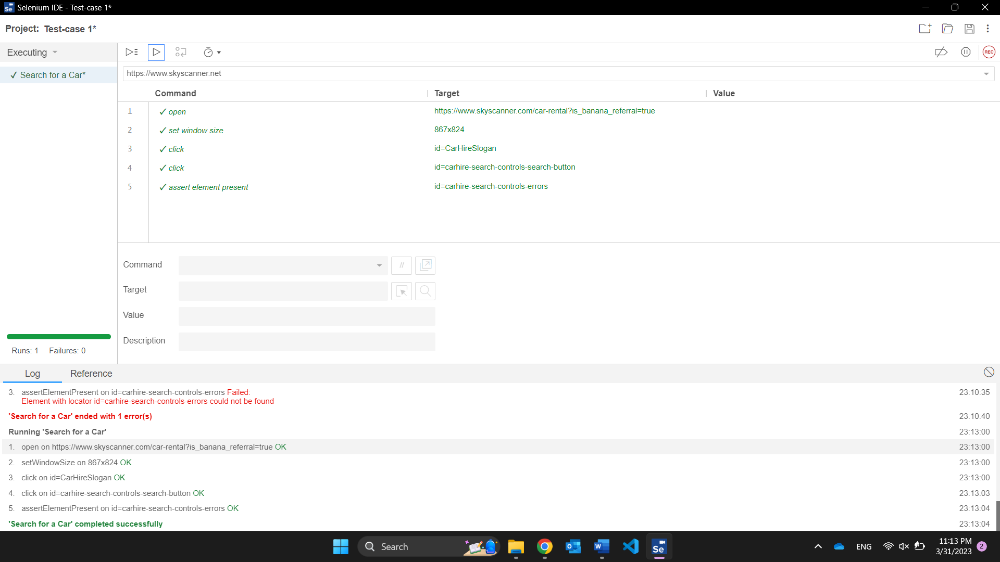 Selenium IDE - Test-case 1*
Project: Test-case 1*
Executing
REC
✓ Search for a Car*
https://www.skyscanner.net
Command Target Value
1 ✓ open https://www.skyscanner.com/car-rental?is_banana_referral=true
2 ✓ set window size 867x824
3 ✓ click id=CarHireSlogan
4 ✓ click id=carhire-search-controls-search-button
5 ✓ assert element present id=carhire-search-controls-errors
Command //
Target
Value
Description
Runs: 1 Failures: 0
Log Reference
3. assertElementPresent on id=carhire-search-controls-errors Failed: 23:10:35
Element with locator id=carhire-search-controls-errors could not be found
'Search for a Car' ended with 1 error(s) 23:10:40
Running 'Search for a Car' 23:13:00
1. open on https://www.skyscanner.com/car-rental?is_banana_referral=true OK 23:13:00
2. setWindowSize on 867x824 OK 23:13:00
3. click on id=CarHireSlogan OK 23:13:00
4. click on id=carhire-search-controls-search-button OK 23:13:03
5. assertElementPresent on id=carhire-search-controls-errors OK 23:13:04
'Search for a Car' completed successfully 23:13:04
Search
ENG
11:13 PM
3/31/2023
2